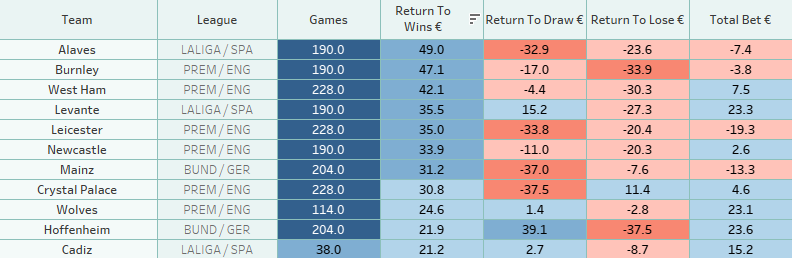 Team League Games Return To Wins € Return To Draw € Return To Lose € Total Bet €
Alaves LALIGA / SPA 190.0 49.0 -32.9 -23.6 -7.4
Burnley PREM / ENG 190.0 47.1 -17.0 -33.9 -3.8
West Ham PREM / ENG 228.0 42.1 -4.4 -30.3 7.5
Levante LALIGA / SPA 190.0 35.5 15.2 -27.3 23.3
Leicester PREM / ENG 228.0 35.0 -33.8 -20.4 -19.3
Newcastle PREM / ENG 190.0 33.9 -11.0 -20.3 2.6
Mainz BUND / GER 204.0 31.2 -37.0 -7.6 -13.3
Crystal Palace PREM / ENG 228.0 30.8 -37.5 11.4 4.6
Wolves PREM / ENG 114.0 24.6 1.4 -2.8 23.1
Hoffenheim BUND / GER 204.0 21.9 39.1 -37.5 23.6
Cadiz LALIGA / SPA 38.0 21.2 2.7 -8.7 15.2